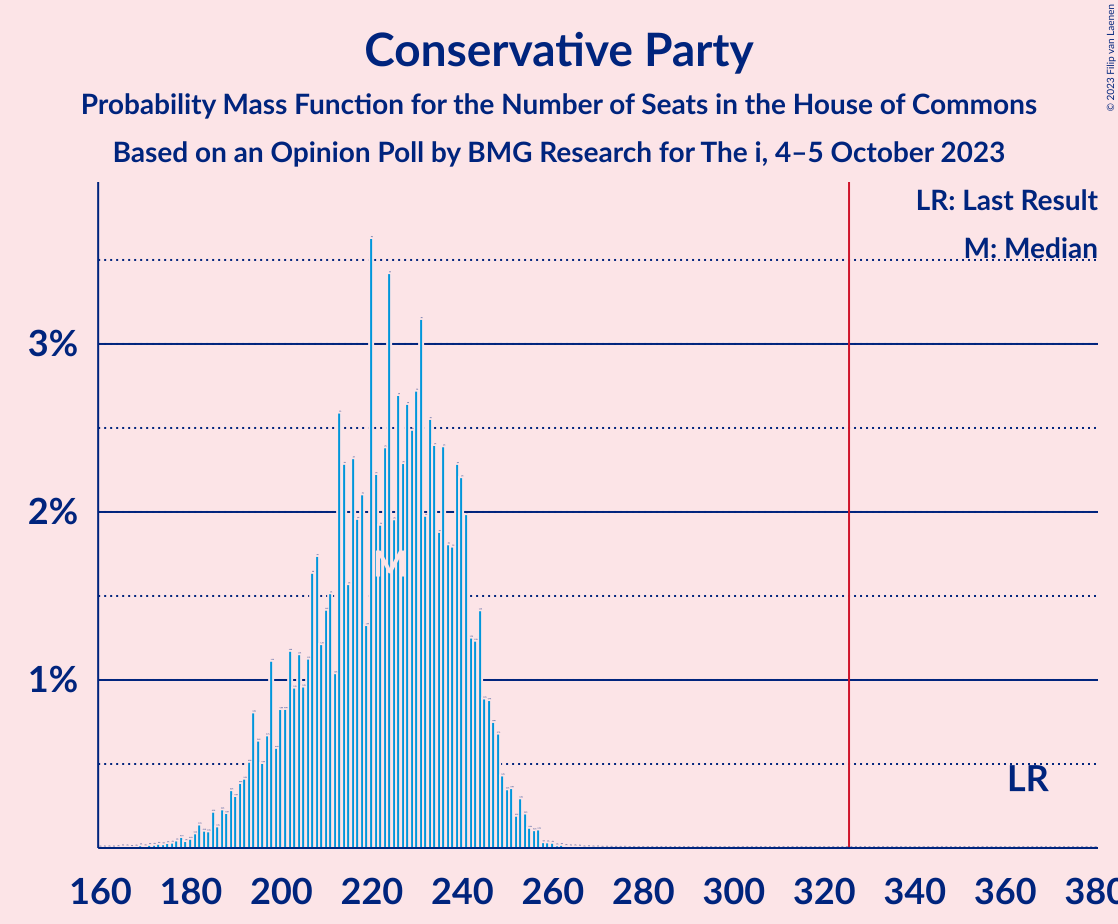 Conservative Party
Probability Mass Function for the Number of Seats in the House of Commons
Based on an Opinion Poll by BMG Research for The i, 4–5 October 2023
© 2023 Filip van Laenen
LR: Last Result
M: Median
3%
2%
1%
M
LR
160 180 200 220 240 260 280 300 320 340 360 380